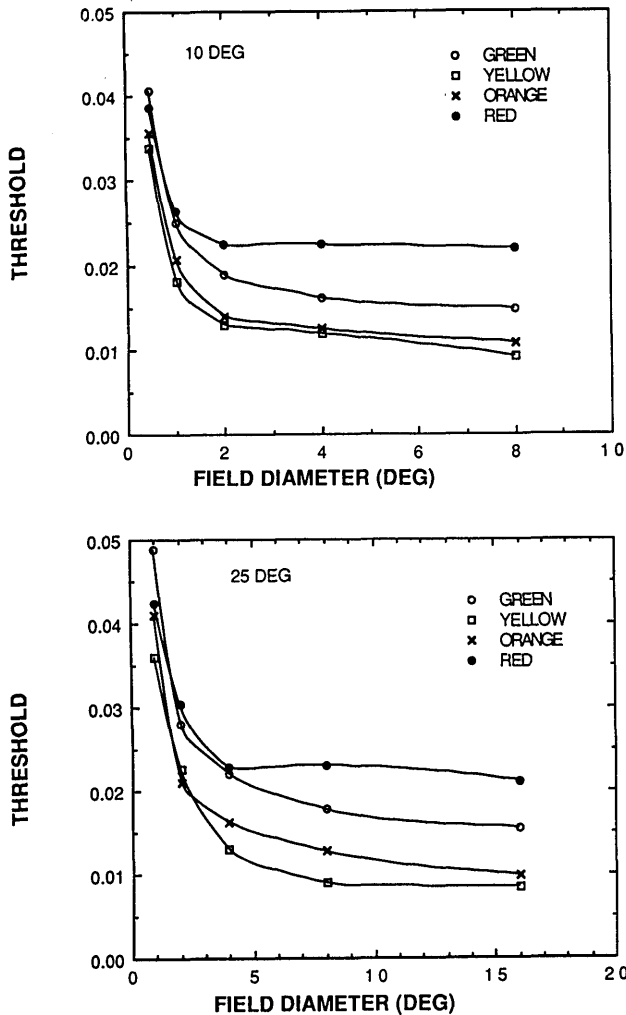 0.05
10 DEG
GREEN
YELLOW
ORANGE
RED
0.04
0.03
0.02
0.01
0.00
THRESHOLD
0 2 4 6 8 10
FIELD DIAMETER (DEG)
0.05
25 DEG
GREEN
YELLOW
ORANGE
RED
0.04
0.03
0.02
0.01
0.00
THRESHOLD
0 5 10 15 20
FIELD DIAMETER (DEG)